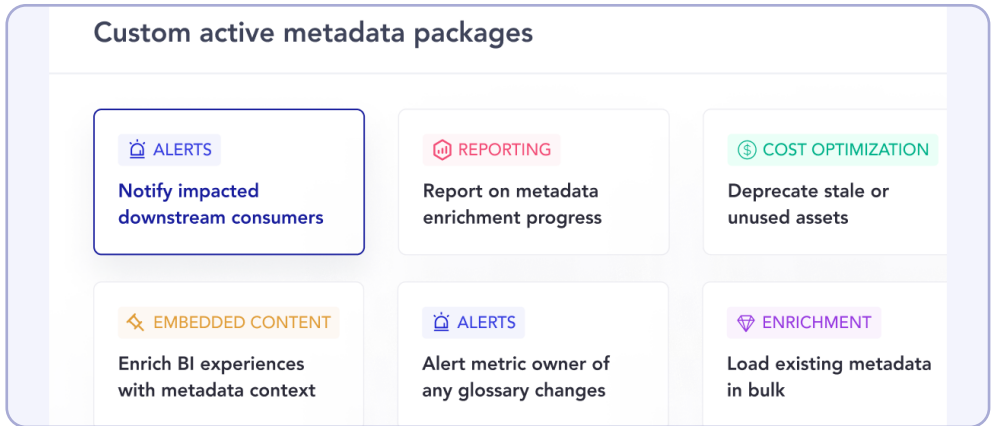 Custom active metadata packages
ALERTS
Notify impacted
downstream consumers
REPORTING
Report on metadata
enrichment progress
COST OPTIMIZATION
Deprecate stale or
unused assets
EMBEDDED CONTENT
Enrich BI experiences
with metadata context
ALERTS
Alert metric owner of
any glossary changes
ENRICHMENT
Load existing metadata
in bulk